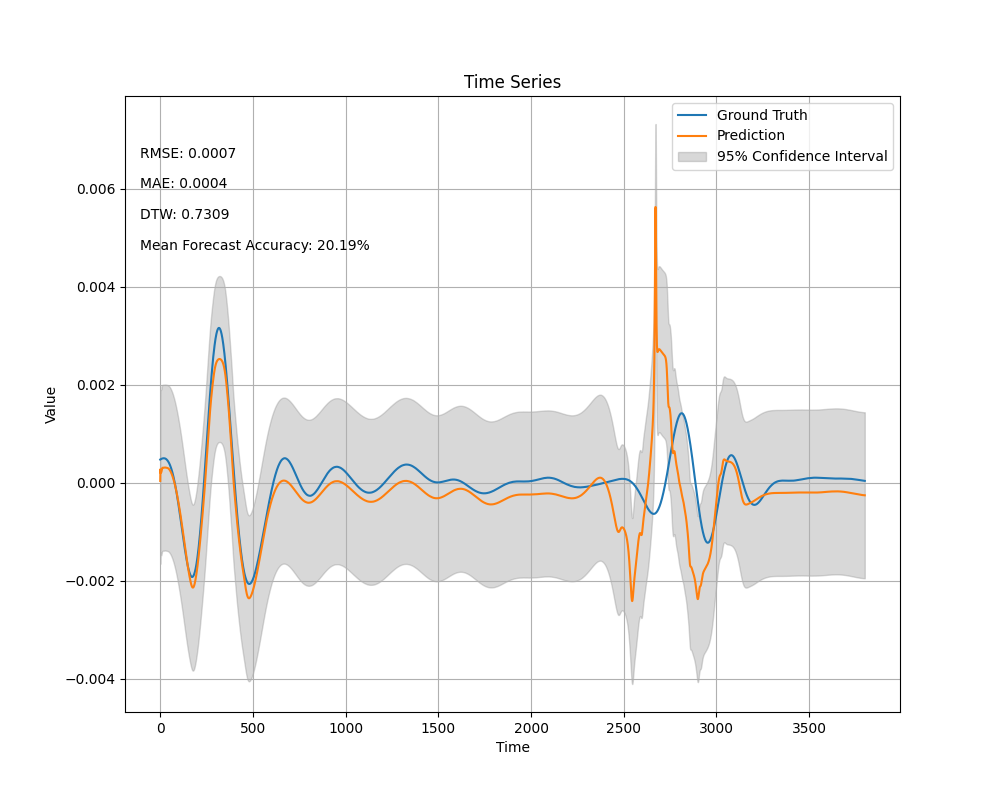 Time Series
Ground Truth
Prediction
95% Confidence Interval
RMSE: 0.0007
MAE: 0.0004
DTW: 0.7309
Mean Forecast Accuracy: 20.19%
0.006
0.004
0.002
0.000
−0.002
−0.004
Value
0 500 1000 1500 2000 2500 3000 3500
Time